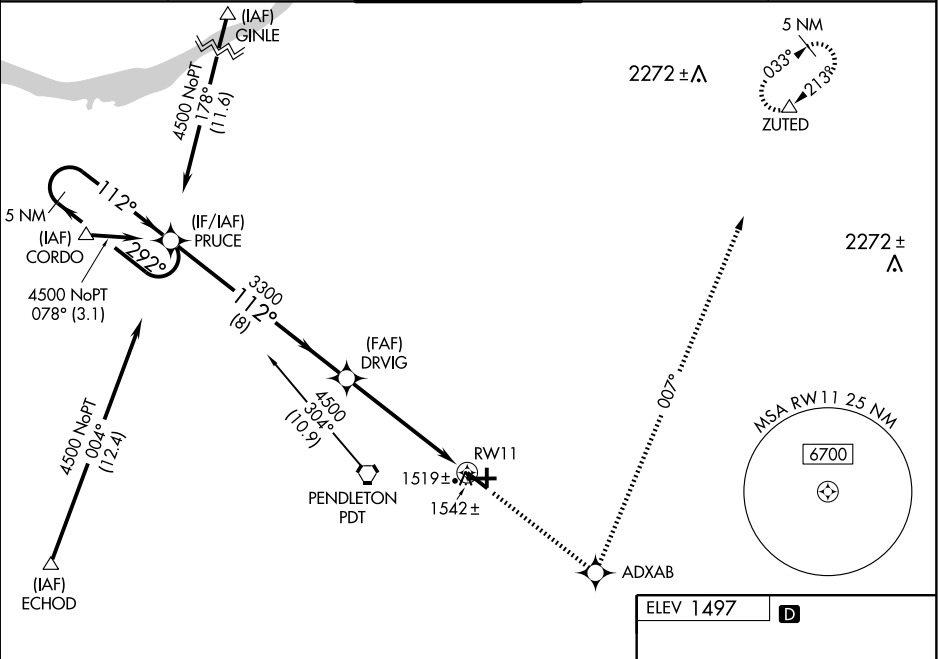 (IAF)
GINLE
4500 NoPT
178°
(11.6)
5 NM
033°
213°
ZUTED
2272 ±
112°
5 NM
(IAF)
CORDO
292°
(IF/IAF)
PRUCE
4500 NoPT
078° (3.1)
2272 ±
3300
112°
(8)
(FAF)
DRVIG
4500
304°
(10.9)
PENDLETON
PDT
4500 NoPT
004°
(12.4)
(IAF)
ECHOD
RW11
1519 ±
1542 ±
007°
ADXAB
MSA RW11 25 NM
6700
ELEV 1497
D